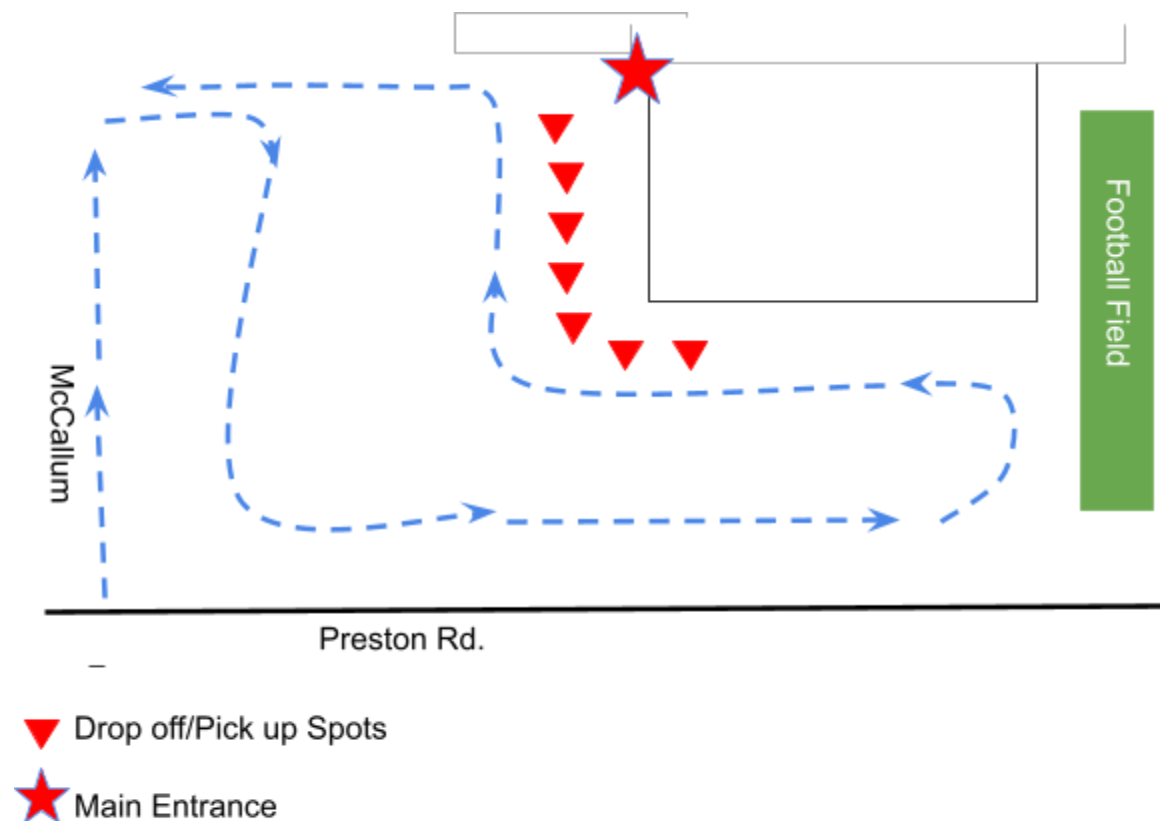 Football Field
McCallum
Preston Rd.
Drop off/Pick up Spots
Main Entrance